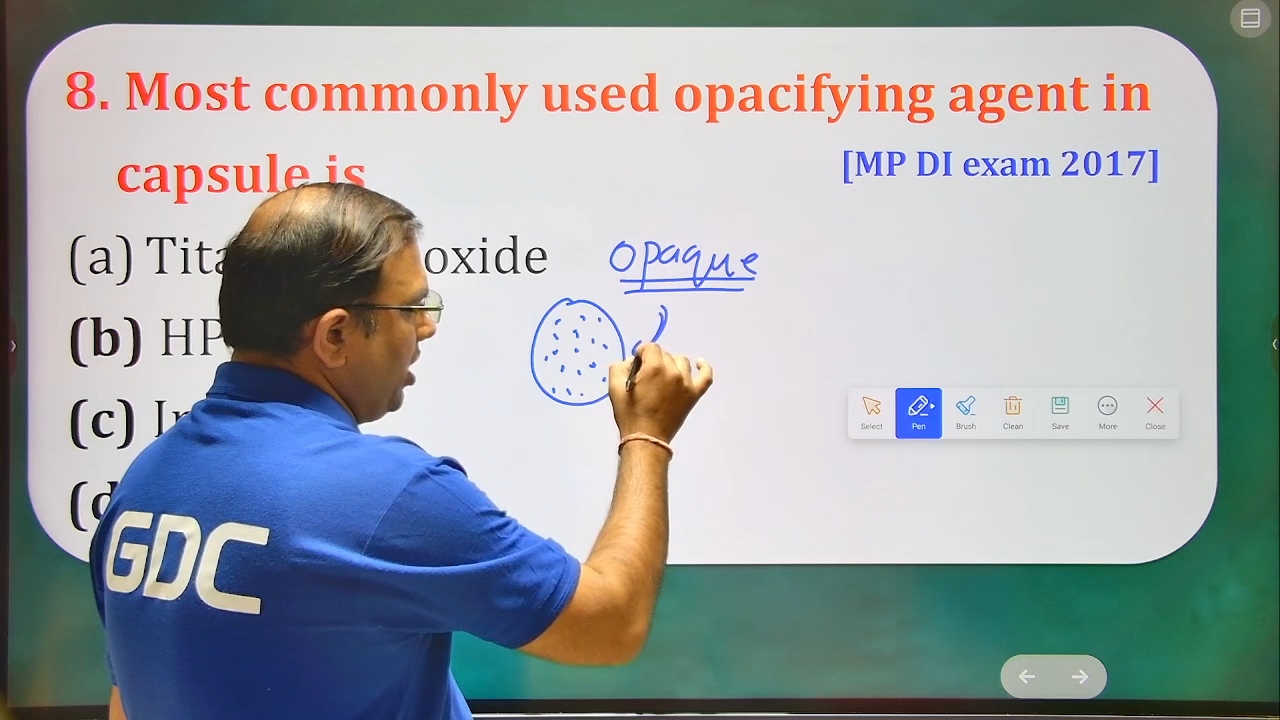 8. Most commonly used opacifying agent in
capsule is
[MP DI exam 2017]
(a) Tita oxide
opaque
(b) HP
(c)
(d
Select Pen Brush Clean Save More Close
GDC